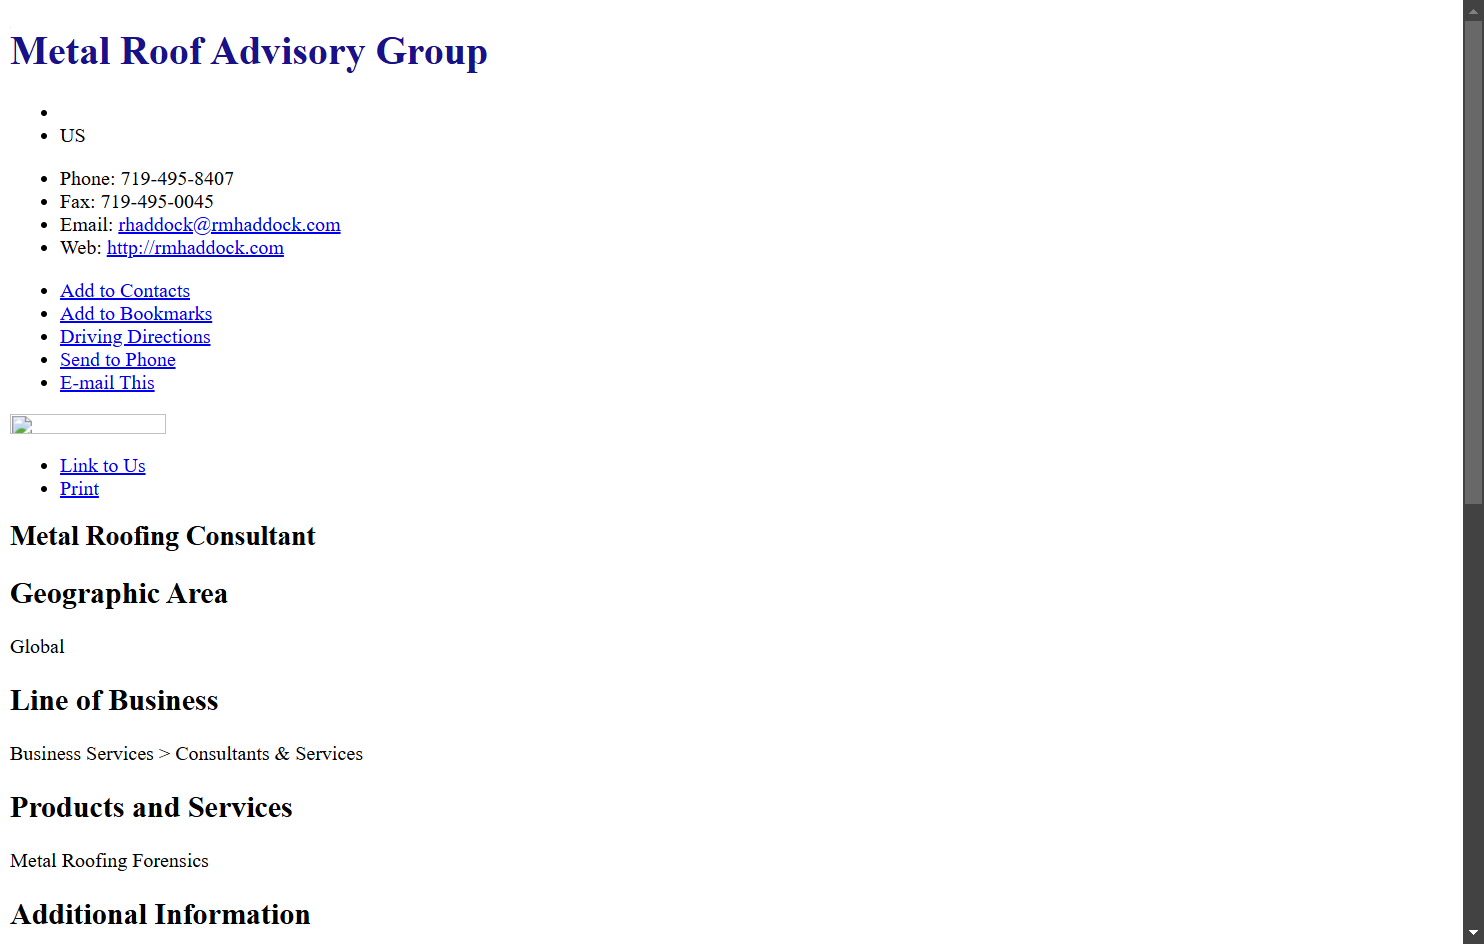 Metal Roof Advisory Group
US
Phone: 719-495-8407
Fax: 719-495-0045
Email: rhaddock@rmhaddock.com
Web: http://rmhaddock.com
Add to Contacts
Add to Bookmarks
Driving Directions
Send to Phone
E-mail This
Link to Us
Print
Metal Roofing Consultant
Geographic Area
Global
Line of Business
Business Services > Consultants & Services
Products and Services
Metal Roofing Forensics
Additional Information